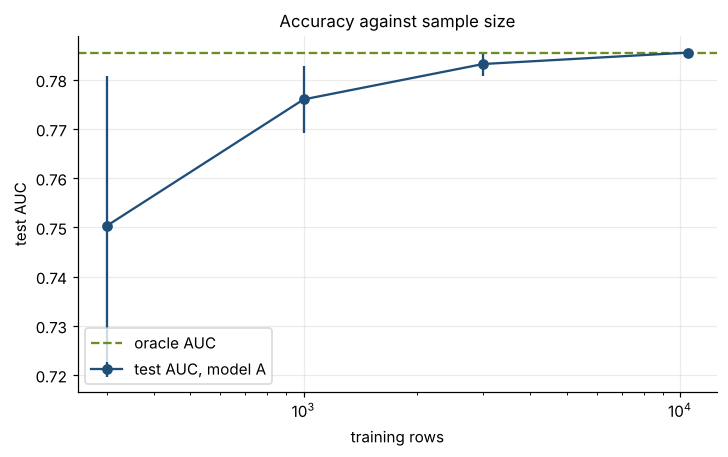 Accuracy against sample size
test AUC
0.78
0.77
0.76
0.75
0.74
0.73
0.72
oracle AUC
test AUC, model A
10³
10⁴
training rows